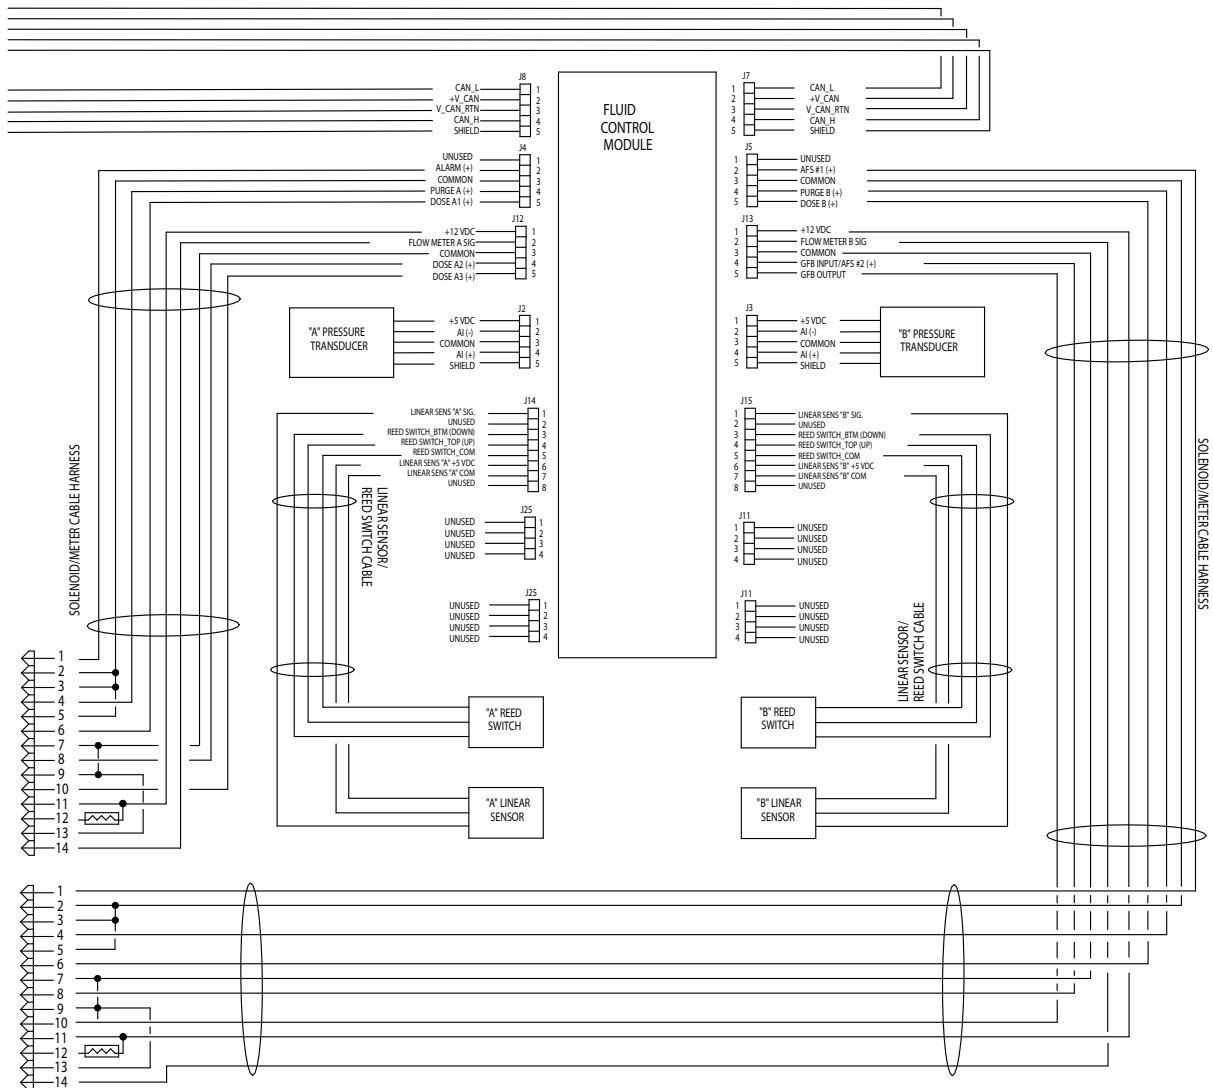 FLUID
CONTROL
MODULE
J8
CAN_L 1
+V_CAN 2
V_CAN_RTN 3
CAN_H 4
SHIELD 5
J7
1 CAN_L
2 +V_CAN
3 V_CAN_RTN
4 CAN_H
5 SHIELD
J4
UNUSED 1
ALARM (+) 2
COMMON 3
PURGE A (+) 4
DOSE A1 (+) 5
J5
1 UNUSED
2 AFS #1 (+)
3 COMMON
4 PURGE B (+)
5 DOSE B (+)
J12
+12 VDC 1
FLOW METER A SIG 2
COMMON 3
DOSE A2 (+) 4
DOSE A3 (+) 5
J13
1 +12 VDC
2 FLOW METER B SIG
3 COMMON
4 GFB INPUT/AFS #2 (+)
5 GFB OUTPUT
"A" PRESSURE
TRANSDUCER
J2
+5 VDC 1
AI (-) 2
COMMON 3
AI (+) 4
SHIELD 5
J3
1 +5 VDC
2 AI (-)
3 COMMON
4 AI (+)
5 SHIELD
"B" PRESSURE
TRANSDUCER
J14
LINEAR SENS "A" SIG. 1
UNUSED 2
REED SWITCH_BTM (DOWN) 3
REED SWITCH_TOP (UP) 4
REED SWITCH_COM 5
LINEAR SENS "A" +5 VDC 6
LINEAR SENS "A" COM 7
UNUSED 8
J15
1 LINEAR SENS "B" SIG.
2 UNUSED
3 REED SWITCH_BTM (DOWN)
4 REED SWITCH_TOP (UP)
5 REED SWITCH_COM
6 LINEAR SENS "B" +5 VDC
7 LINEAR SENS "B" COM
8 UNUSED
J25
UNUSED 1
UNUSED 2
UNUSED 3
UNUSED 4
J11
1 UNUSED
2 UNUSED
3 UNUSED
4 UNUSED
J25
UNUSED 1
UNUSED 2
UNUSED 3
UNUSED 4
J11
1 UNUSED
2 UNUSED
3 UNUSED
4 UNUSED
SOLENOID/METER CABLE HARNESS
LINEAR SENSOR/
REED SWITCH CABLE
LINEAR SENSOR/
REED SWITCH CABLE
SOLENOID/METER CABLE HARNESS
"A" REED
SWITCH
"B" REED
SWITCH
"A" LINEAR
SENSOR
"B" LINEAR
SENSOR
1
2
3
4
5
6
7
8
9
10
11
12
13
14
1
2
3
4
5
6
7
8
9
10
11
12
13
14